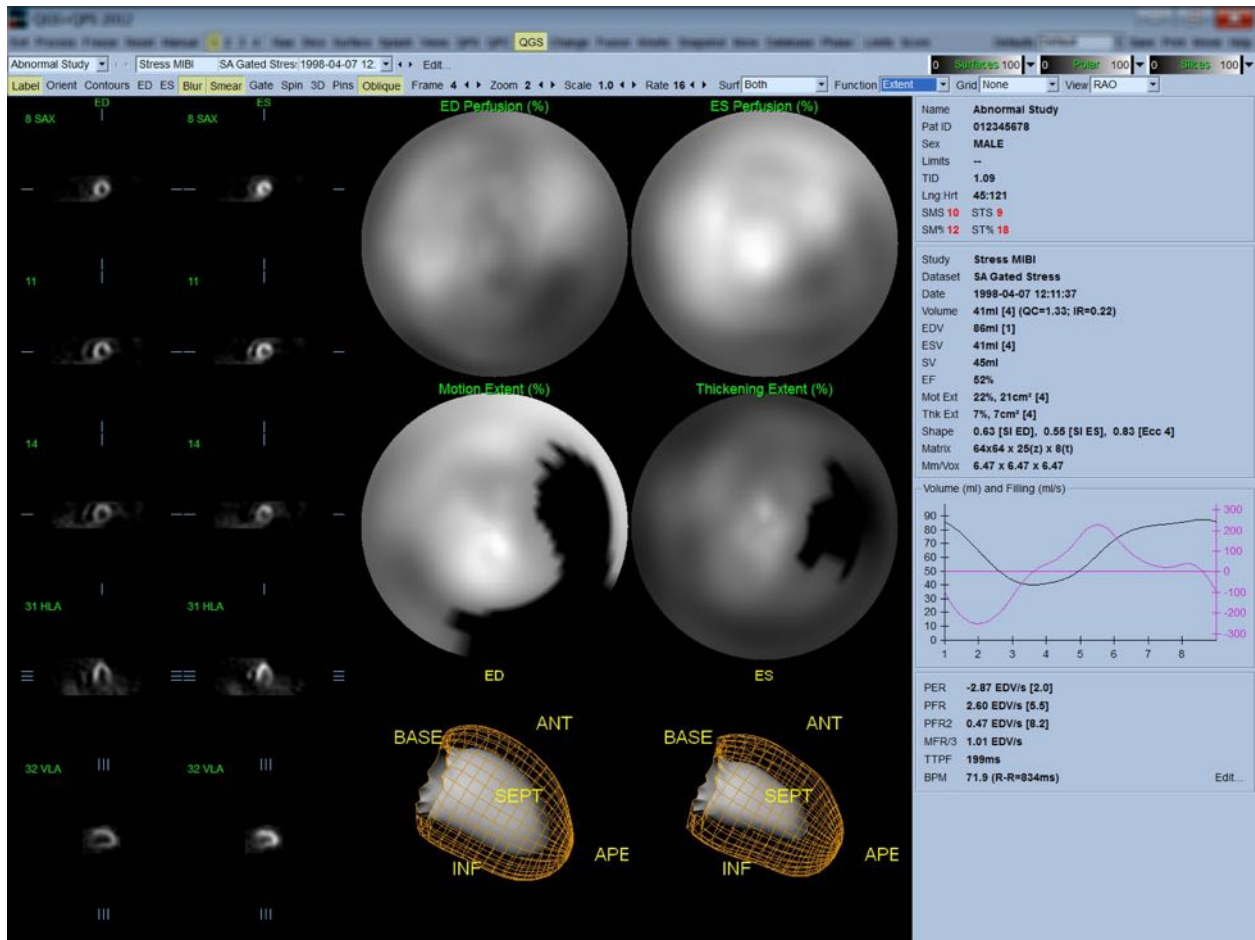 QGS+QPS 2012
QGS
Abnormal Study Stress MIBI SA Gated Stres: 1998-04-07 12: Edit...
0 Surfaces 100 0 Polar 100 0 Slices 100
Label Orient Contours ED ES Blur Smear Gate Spin 3D Pins Oblique Frame 4 Zoom 2 Scale 1.0 Rate 16 Surf Both Function Extent Grid None View RAO
ED ES
8 SAX 8 SAX
11 11
14 14
31 HLA 31 HLA
32 VLA 32 VLA
ED Perfusion (%) ES Perfusion (%)
Motion Extent (%) Thickening Extent (%)
ED ES
BASE ANT BASE ANT
SEPT SEPT
INF APE INF APE
Name Abnormal Study
Pat ID 012345678
Sex MALE
Limits --
TID 1.09
Lng:Hrt 45:121
SMS 10 STS 9
SM% 12 ST% 18
Study Stress MIBI
Dataset SA Gated Stress
Date 1998-04-07 12:11:37
Volume 41ml [4] (QC=1.33; IR=0.22)
EDV 86ml [1]
ESV 41ml [4]
SV 45ml
EF 52%
Mot Ext 22%, 21cm² [4]
Thk Ext 7%, 7cm² [4]
Shape 0.63 [SI ED], 0.55 [SI ES], 0.83 [Ecc 4]
Matrix 64x64 x 25(z) x 8(t)
Mm/Vox 6.47 x 6.47 x 6.47
Volume (ml) and Filling (ml/s)
90 300
80 200
70
60 100
50 0
40
30 -100
20 -200
10
0 -300
1 2 3 4 5 6 7 8
PER -2.87 EDV/s [2.0]
PFR 2.60 EDV/s [5.5]
PFR2 0.47 EDV/s [8.2]
MFR/3 1.01 EDV/s
TTPF 199ms
BPM 71.9 (R-R=834ms) Edit...